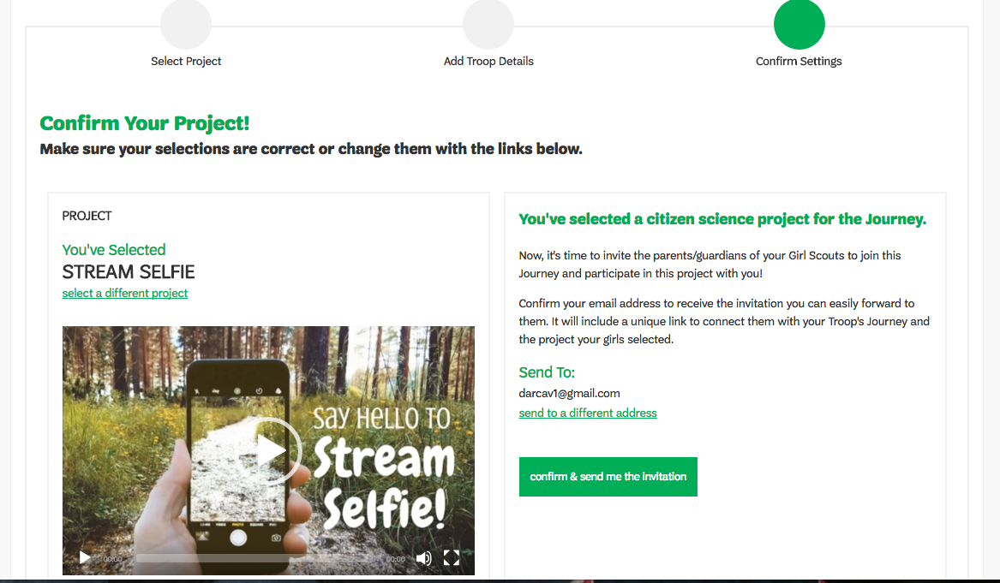 Select Project
Add Troop Details
Confirm Settings
Confirm Your Project!
Make sure your selections are correct or change them with the links below.
PROJECT
You've Selected
STREAM SELFIE
select a different project
SAY HELLO TO
Stream
Selfie!
00:00
00:00
You've selected a citizen science project for the Journey.
Now, it's time to invite the parents/guardians of your Girl Scouts to join this
Journey and participate in this project with you!
Confirm your email address to receive the invitation you can easily forward to
them. It will include a unique link to connect them with your Troop's Journey and
the project your girls selected.
Send To:
darcav1@gmail.com
send to a different address
confirm & send me the invitation